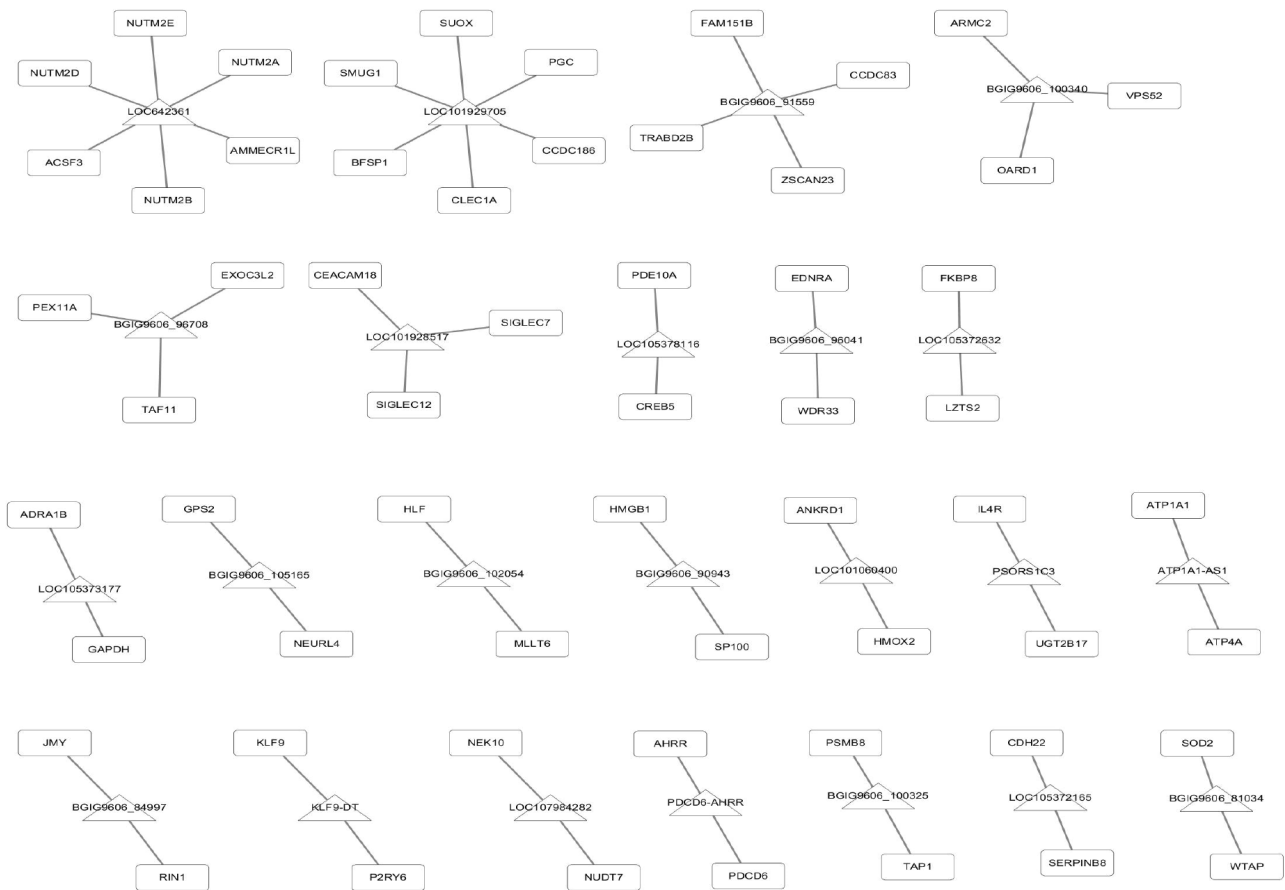 NUTM2E
SUOX
FAM151B
ARMC2
NUTM2D
NUTM2A
SMUG1
PGC
CCDC83
LOC642361
LOC101929705
BGIG9606_91559
BGIG9606_100340
VPS52
ACSF3
AMMECR1L
BFSP1
CCDC186
TRABD2B
OARD1
NUTM2B
CLEC1A
ZSCAN23
EXOC3L2
CEACAM18
PDE10A
EDNRA
FKBP8
PEX11A
BGIG9606_96708
LOC101928517
SIGLEC7
LOC105378116
BGIG9606_96041
LOC105372632
TAF11
SIGLEC12
CREB5
WDR33
LZTS2
ADRA1B
GPS2
HLF
HMGB1
ANKRD1
IL4R
ATP1A1
LOC105373177
BGIG9606_105165
BGIG9606_102054
BGIG9606_90943
LOC101060400
PSORS1C3
ATP1A1-AS1
GAPDH
NEURL4
MLLT6
SP100
HMOX2
UGT2B17
ATP4A
JMY
KLF9
NEK10
AHRR
PSMB8
CDH22
SOD2
BGIG9606_84997
KLF9-DT
LOC107984282
PDCD6-AHRR
BGIG9606_100325
LOC105372165
BGIG9606_81034
RIN1
P2RY6
NUDT7
PDCD6
TAP1
SERPINB8
WTAP